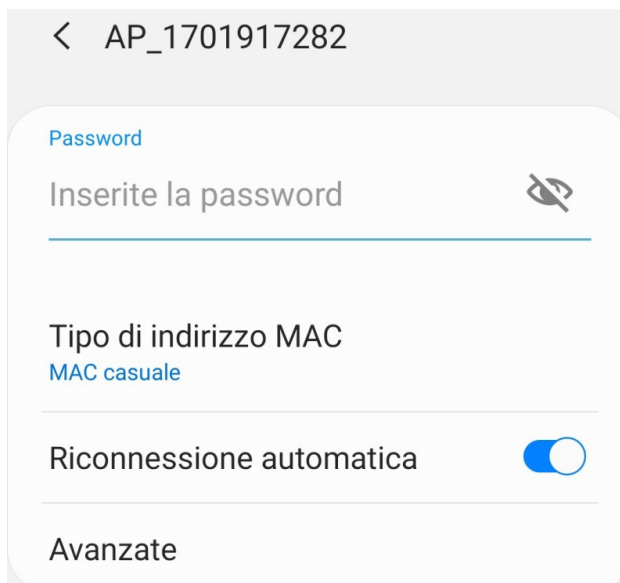 AP_1701917282
Password
Inserite la password
Tipo di indirizzo MAC
MAC casuale
Riconnessione automatica
Avanzate